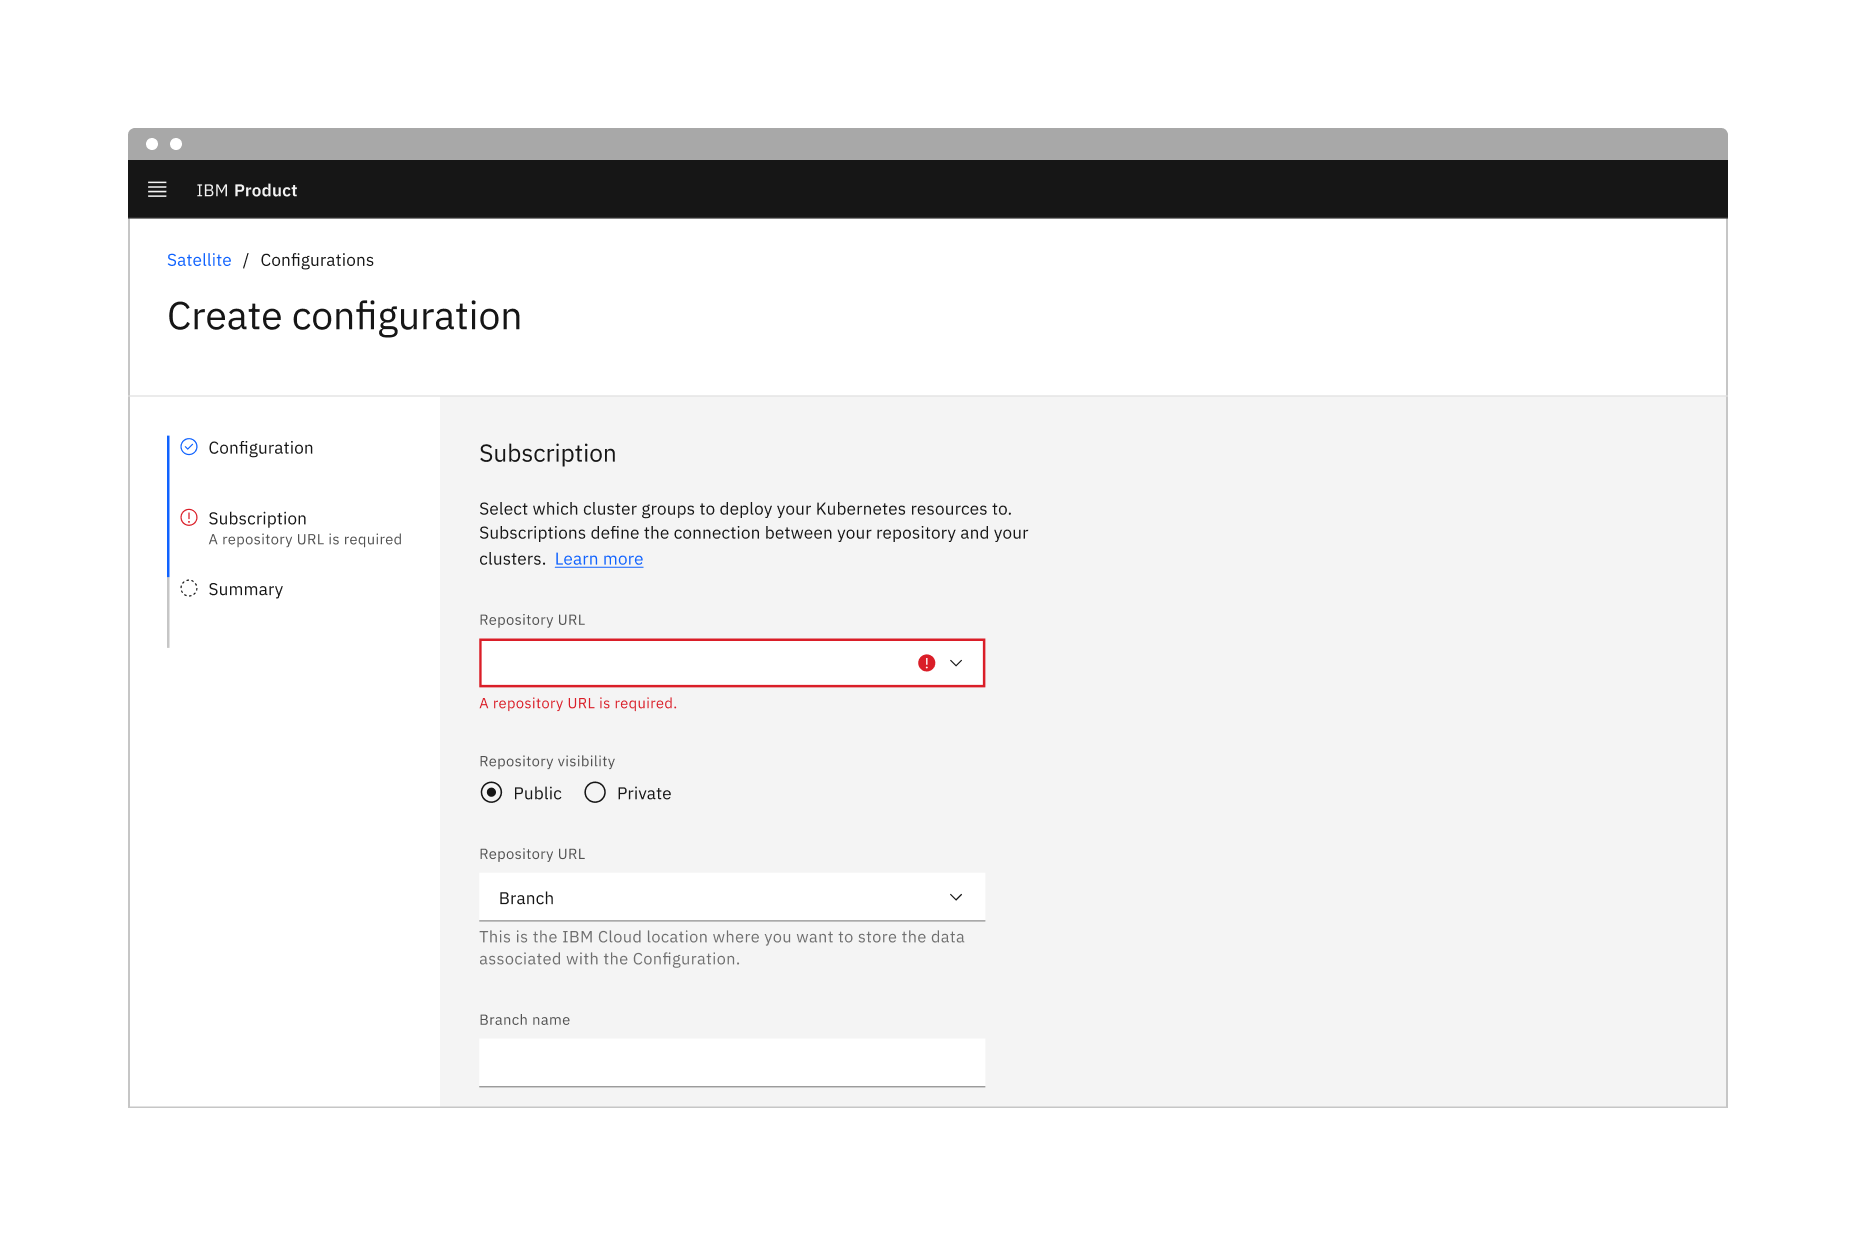 IBM Product
Satellite / Configurations
Create configuration
Configuration
Subscription
A repository URL is required
Summary
Subscription
Select which cluster groups to deploy your Kubernetes resources to.
Subscriptions define the connection between your repository and your
clusters. Learn more
Repository URL
A repository URL is required.
Repository visibility
Public Private
Repository URL
Branch
This is the IBM Cloud location where you want to store the data
associated with the Configuration.
Branch name